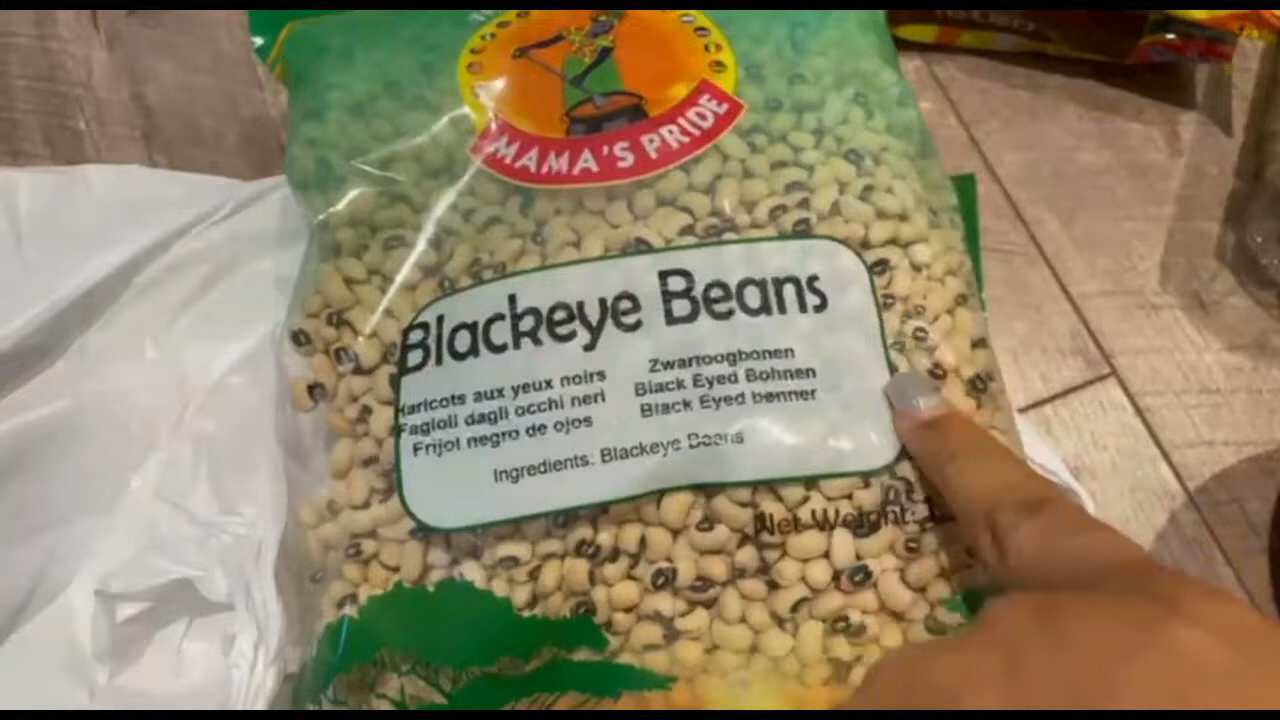 MAMA'S PRIDE
Blackeye Beans
Haricots aux yeux noirs
Fagioli dagli occhi neri
Frijol negro de ojos
Zwartoogbonen
Black Eyed Bohnen
Black Eyed bønner
Ingredients: Blackeye Beans
Net Weight: